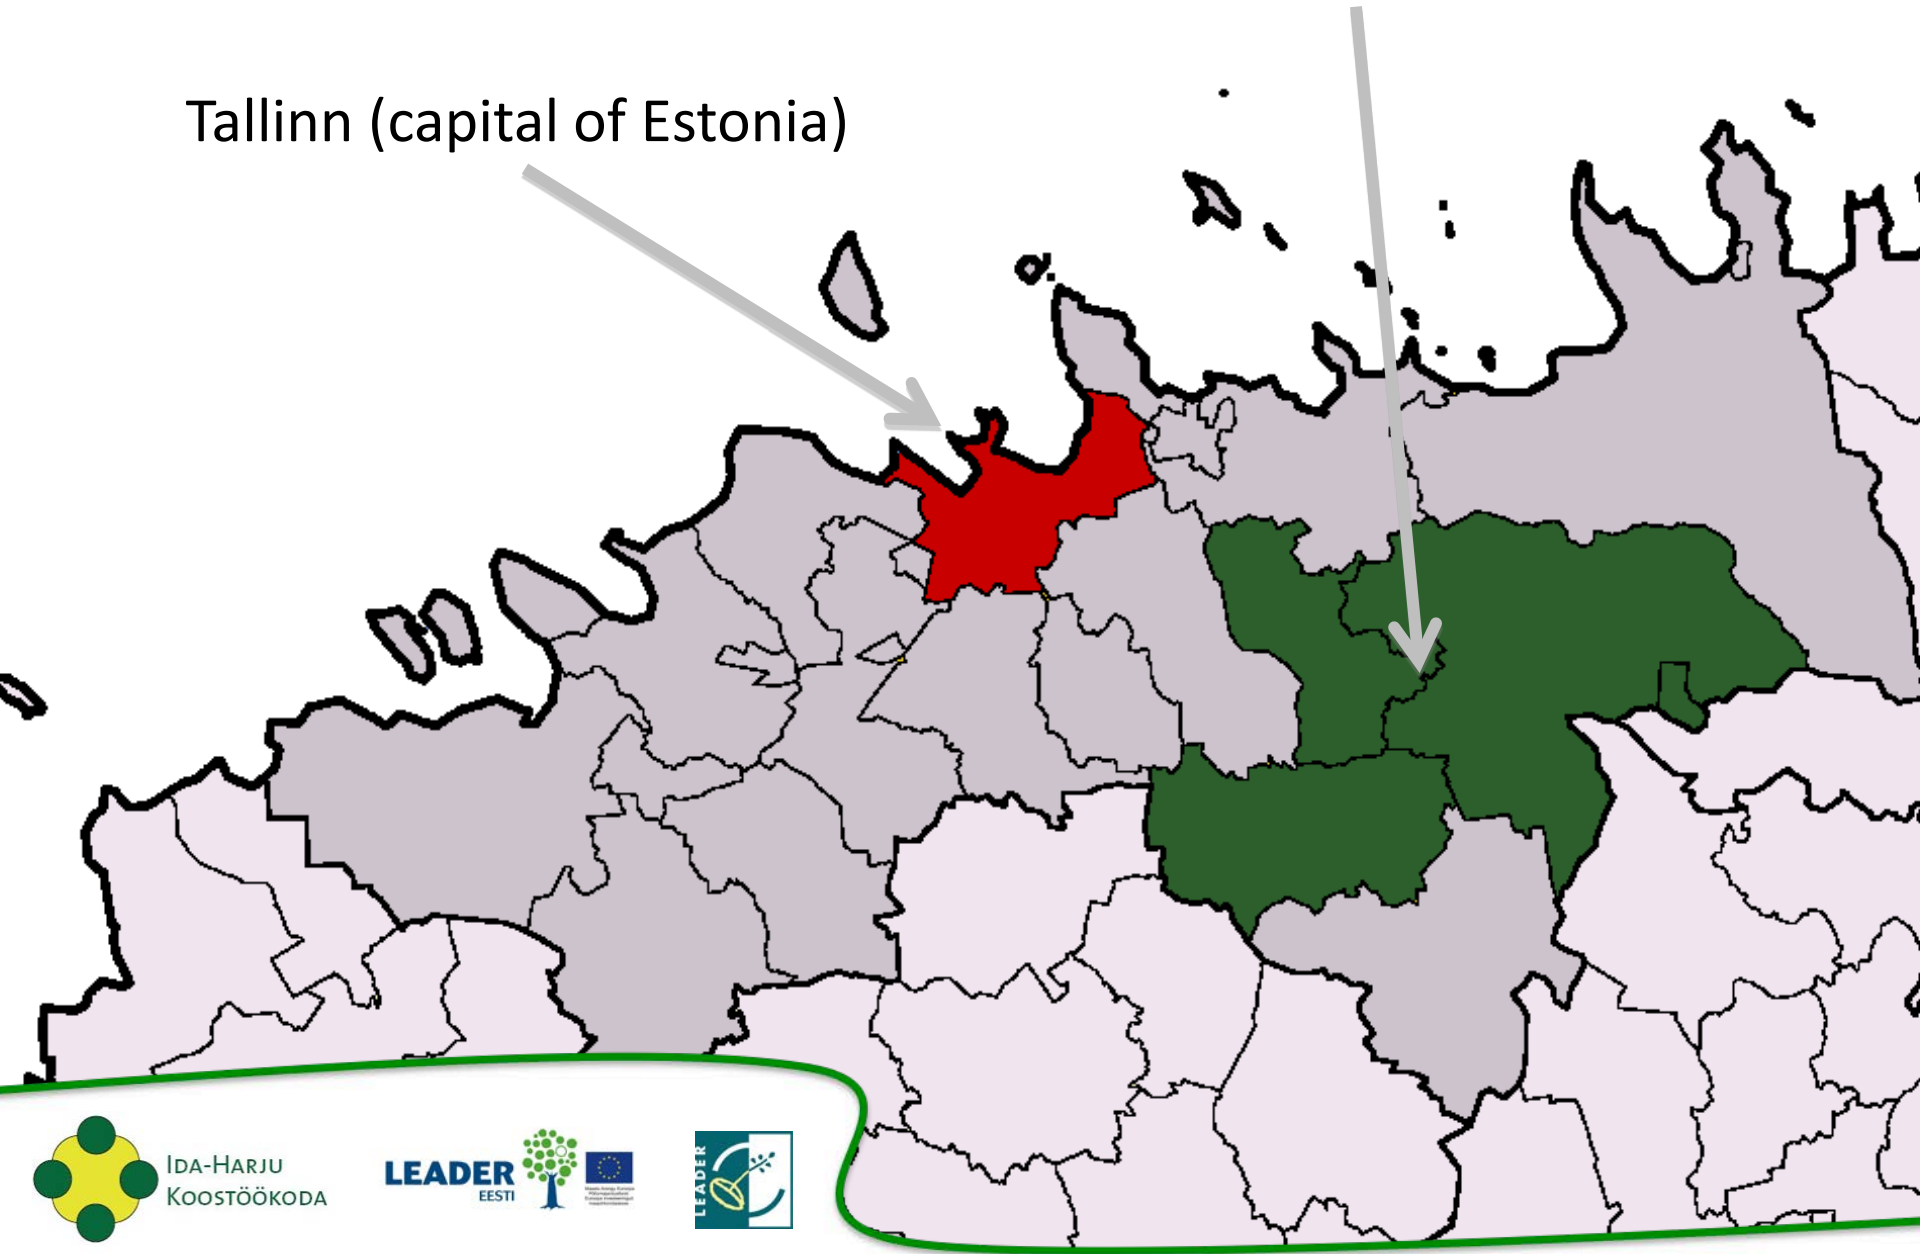 Tallinn (capital of Estonia)
IDA-HARJU
KOOSTÖÖKODA
LEADER
EESTI
LEADER